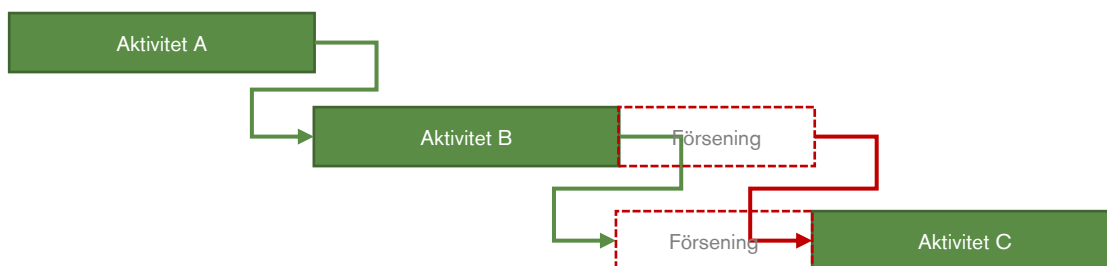 Aktivitet A
Aktivitet B
Försening
Försening
Aktivitet C